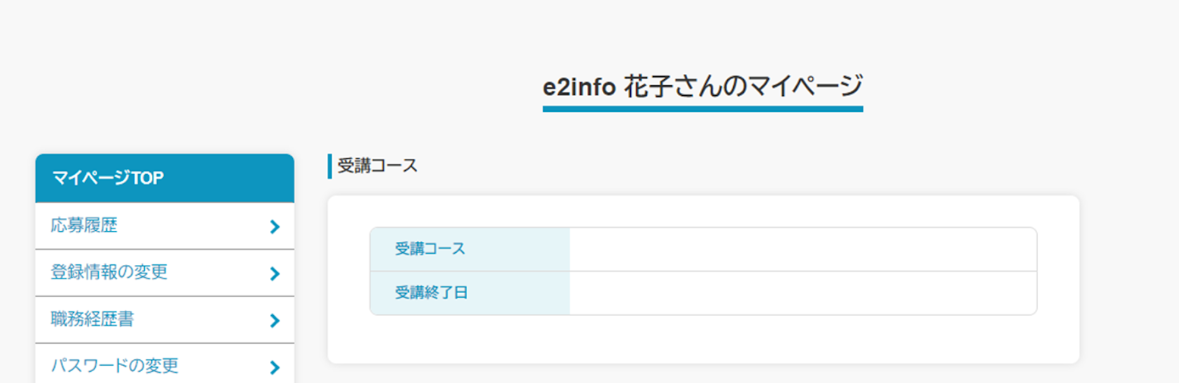 e2info 花子さんのマイページ
マイページTOP
応募履歴
登録情報の変更
職務経歴書
パスワードの変更
受講コース
受講コース
受講終了日